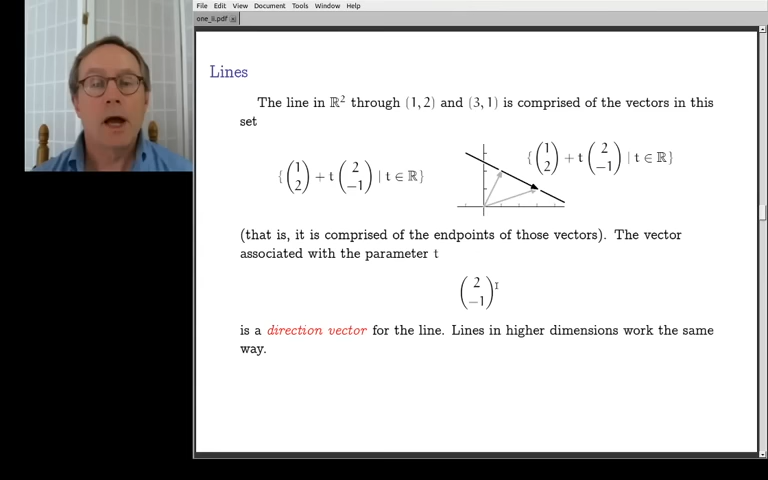 File Edit View Document Tools Window Help
one_li.pdf
Lines
The line in ℝ² through (1, 2) and (3, 1) is comprised of the vectors in this
set
{(1 2) + t (2 −1) | t ∈ ℝ}
{(1 2) + t (2 −1) | t ∈ ℝ}
(that is, it is comprised of the endpoints of those vectors). The vector
associated with the parameter t
(2 −1)
is a direction vector for the line. Lines in higher dimensions work the same
way.